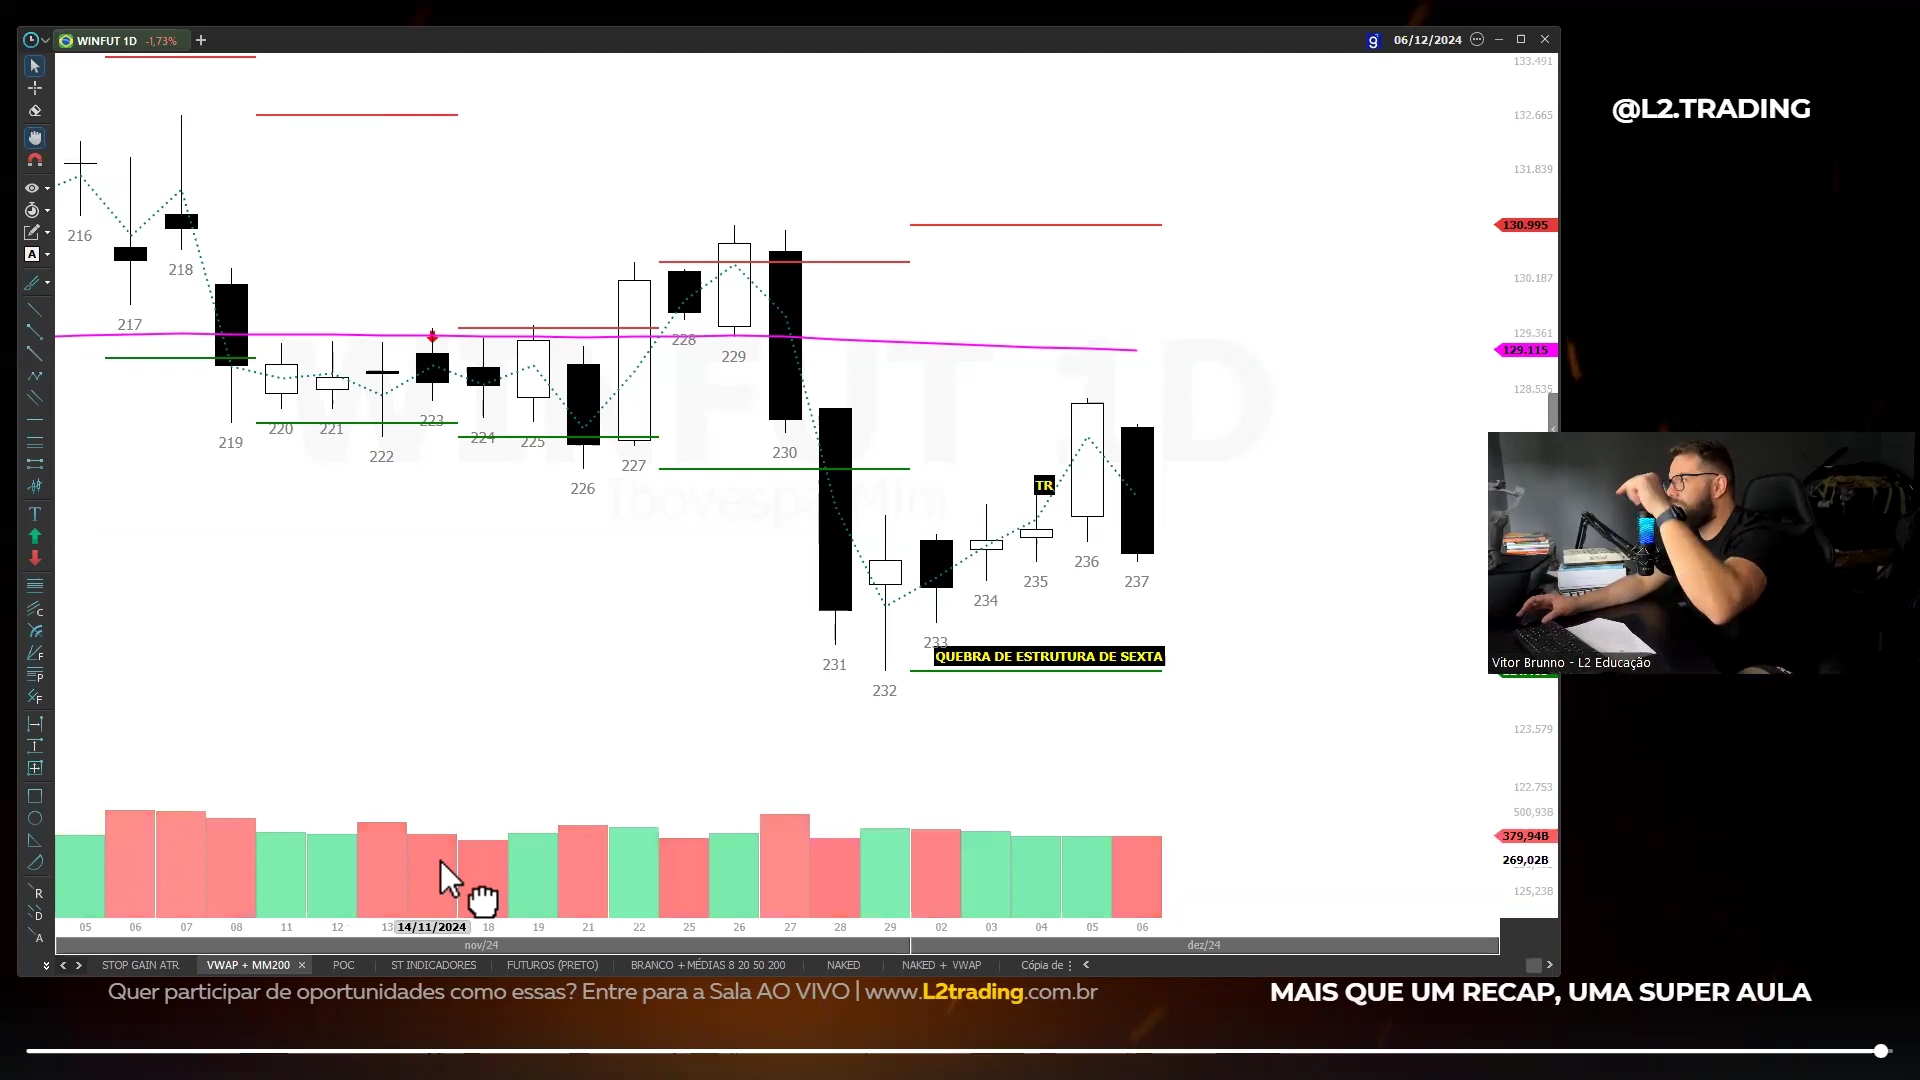 WINFUT 1D -1,73%
06/12/2024
@L2.TRADING
133.491
132.665
131.839
130.995
130.187
129.361
129.115
128.535
123.579
122.753
500,93B
379,94B
269,02B
125,23B
216
217
218
219
220
221
222
223
224
225
226
227
228
229
230
231
232
233
234
235
236
237
TR
QUEBRA DE ESTRUTURA DE SEXTA
WINFUT 1D
Ibovespa Mini
Vitor Brunno - L2 Educação
05 06 07 08 11 12 13 14/11/2024 18 19 21 22 25 26 27 28 29 02 03 04 05 06
nov/24 dez/24
STOP GAIN ATR VWAP + MM200 POC ST INDICADORES FUTUROS (PRETO) BRANCO + MÉDIAS 8 20 50 200 NAKED NAKED + VWAP Cópia de
Quer participar de oportunidades como essas? Entre para a Sala AO VIVO | www.L2trading.com.br
MAIS QUE UM RECAP, UMA SUPER AULA